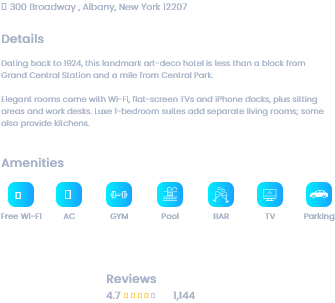 300 Broadway , Albany, New York 12207
Details
Dating back to 1924, this landmark art-deco hotel is less than a block from
Grand Central Station and a mile from Central Park.
Elegant rooms come with Wi-Fi, flat-screen TVs and iPhone docks, plus sitting
areas and work desks. Luxe 1-bedroom suites add separate living rooms; some
also provide kitchens.
Amenities
Free Wi-Fi AC GYM Pool BAR TV Parking
Reviews
4.7 1,144